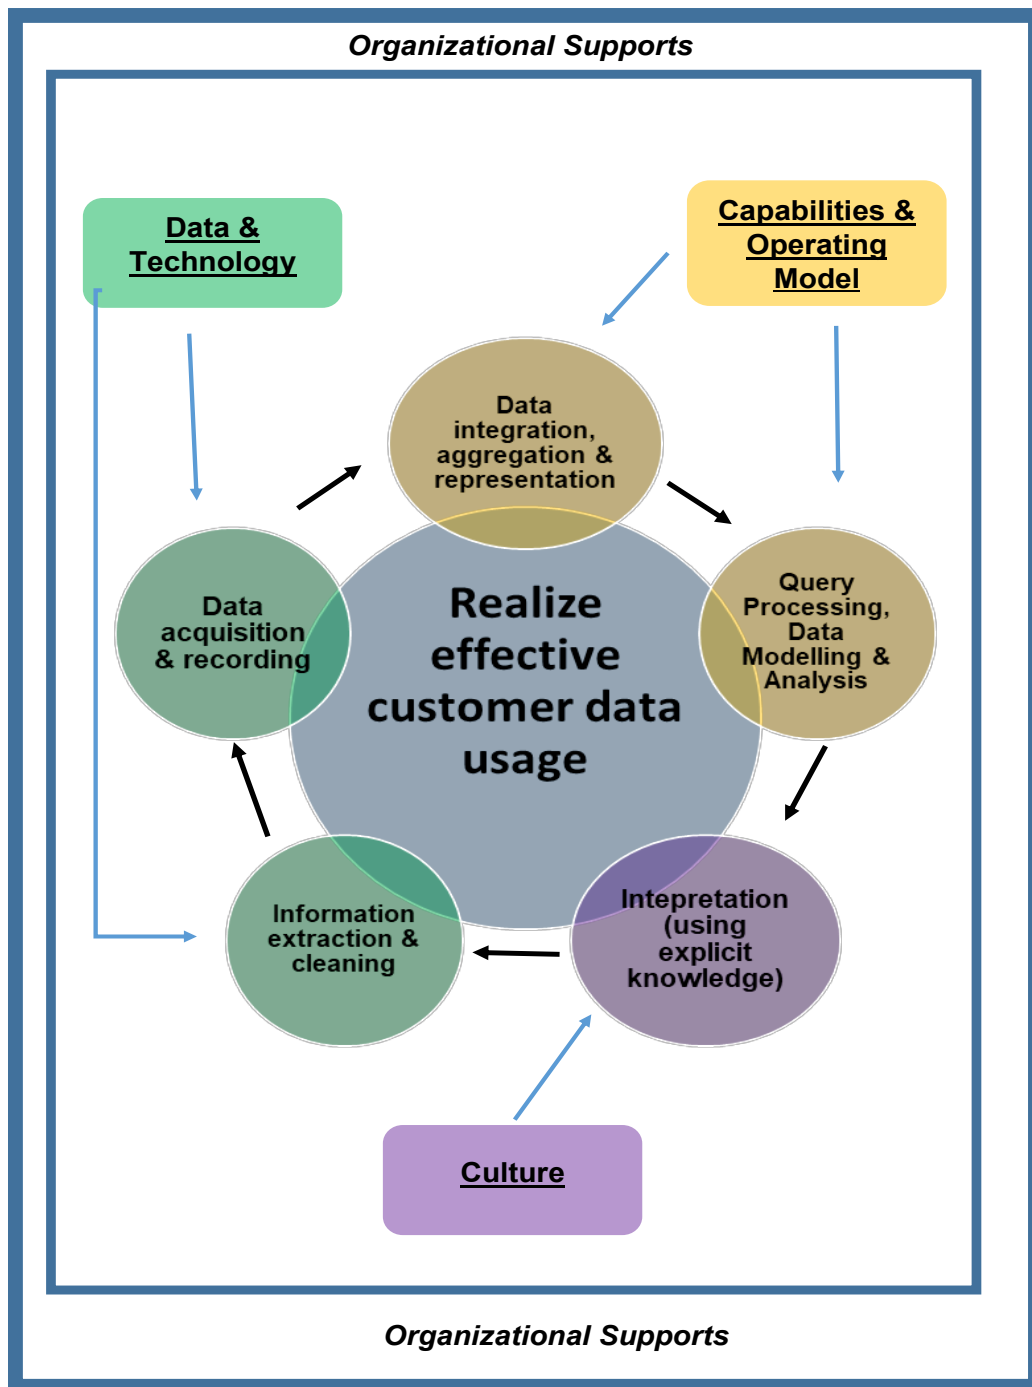 Organizational Supports
Data &
Technology
Capabilities &
Operating
Model
Data
integration,
aggregation &
representation
Data
acquisition
& recording
Realize
effective
customer data
usage
Query
Processing,
Data
Modelling &
Analysis
Information
extraction &
cleaning
Intepretation
(using
explicit
knowledge)
Culture
Organizational Supports